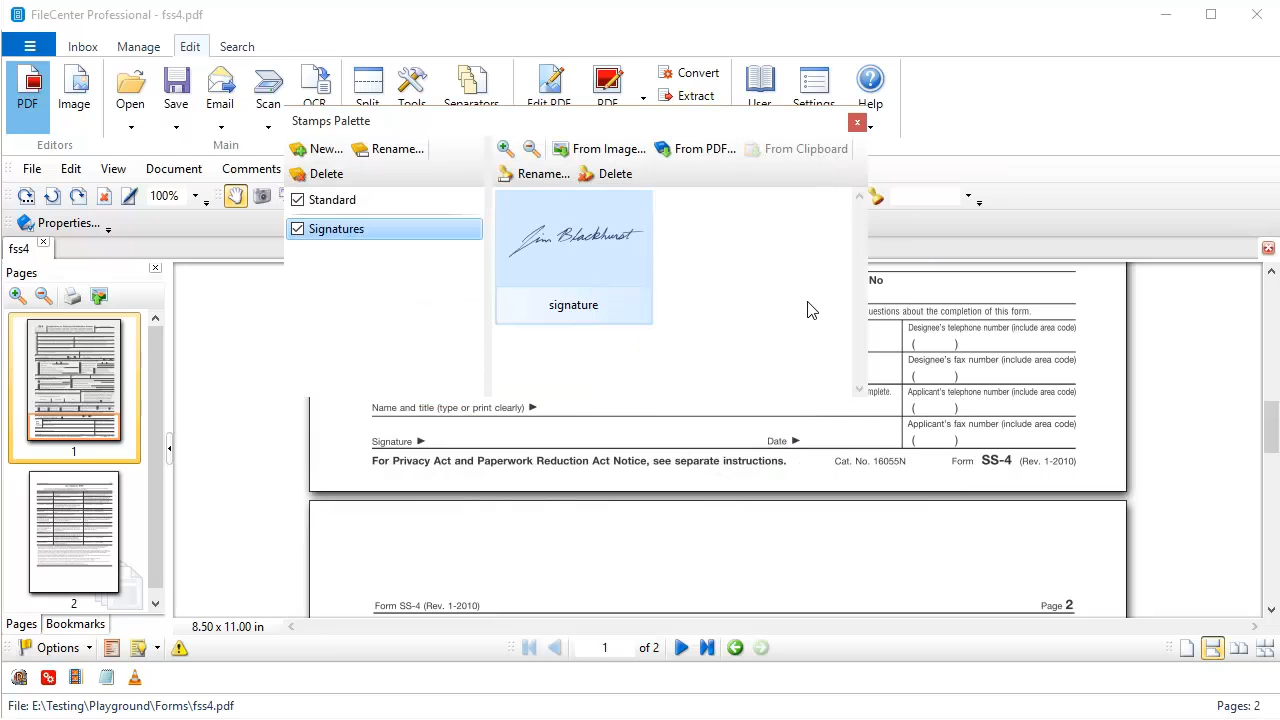 FileCenter Professional - fss4.pdf
Inbox Manage Edit Search
PDF Image Open Save Email Scan OCR Split Tools Separators Edit PDF PDF Convert User Settings Help
Extract
Editors Main
Stamps Palette
File Edit View Document Comments
New... Rename... From Image... From PDF... From Clipboard
Delete Rename... Delete
100%
Standard
Properties...
Signatures
Jim Blackhurst
signature
fss4
Pages
No
uestions about the completion of this form.
Designee's telephone number (include area code)
( )
Designee's fax number (include area code)
( )
mplete. Applicant's telephone number (include area code)
Name and title (type or print clearly) ( )
Applicant's fax number (include area code)
Signature Date ( )
For Privacy Act and Paperwork Reduction Act Notice, see separate instructions. Cat. No. 16055N Form SS-4 (Rev. 1-2010)
1
2
Form SS-4 (Rev. 1-2010) Page 2
Pages Bookmarks
8.50 x 11.00 in
Options 1 of 2
File: E:\Testing\Playground\Forms\fss4.pdf Pages: 2